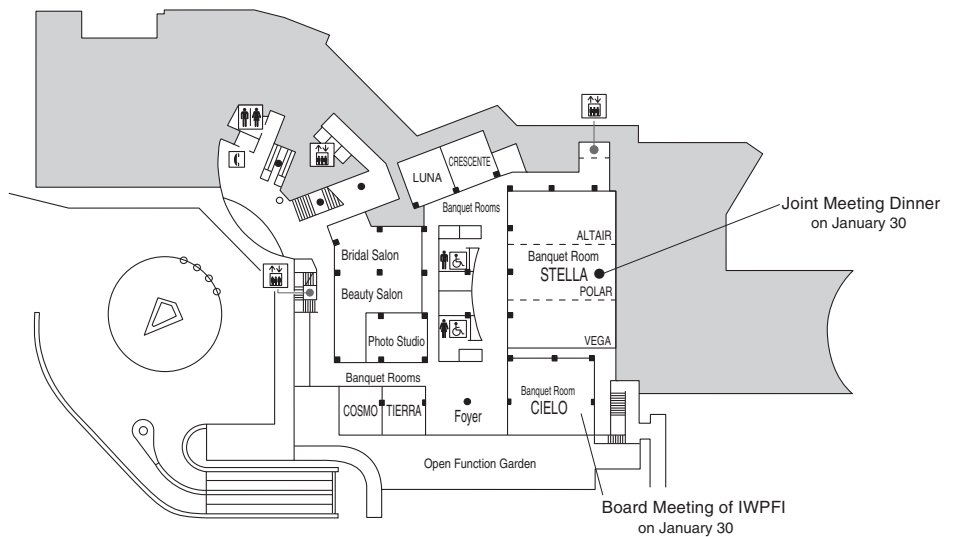 CRESCENTE
LUNA
Banquet Rooms
Joint Meeting Dinner
on January 30
ALTAIR
Banquet Room
STELLA
POLAR
VEGA
Bridal Salon
Beauty Salon
Photo Studio
Banquet Rooms
COSMO
TIERRA
Foyer
Banquet Room
CIELO
Open Function Garden
Board Meeting of IWPFI
on January 30